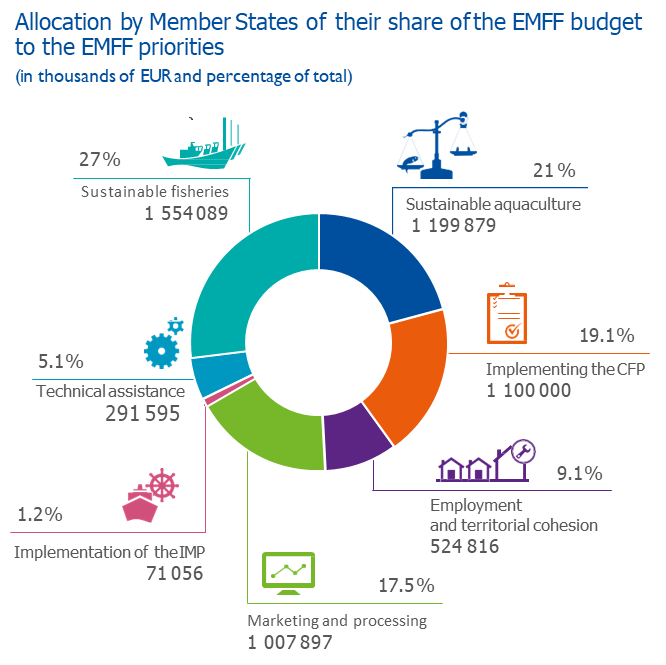 Allocation by Member States of their share of the EMFF budget
to the EMFF priorities
(in thousands of EUR and percentage of total)
27%
Sustainable fisheries
1 554 089
21 %
Sustainable aquaculture
1 199 879
19.1%
Implementing the CFP
1 100 000
5.1%
Technical assistance
291 595
9.1%
Employment
and territorial cohesion
524 816
1.2%
Implementation of the IMP
71 056
17.5%
Marketing and processing
1 007 897